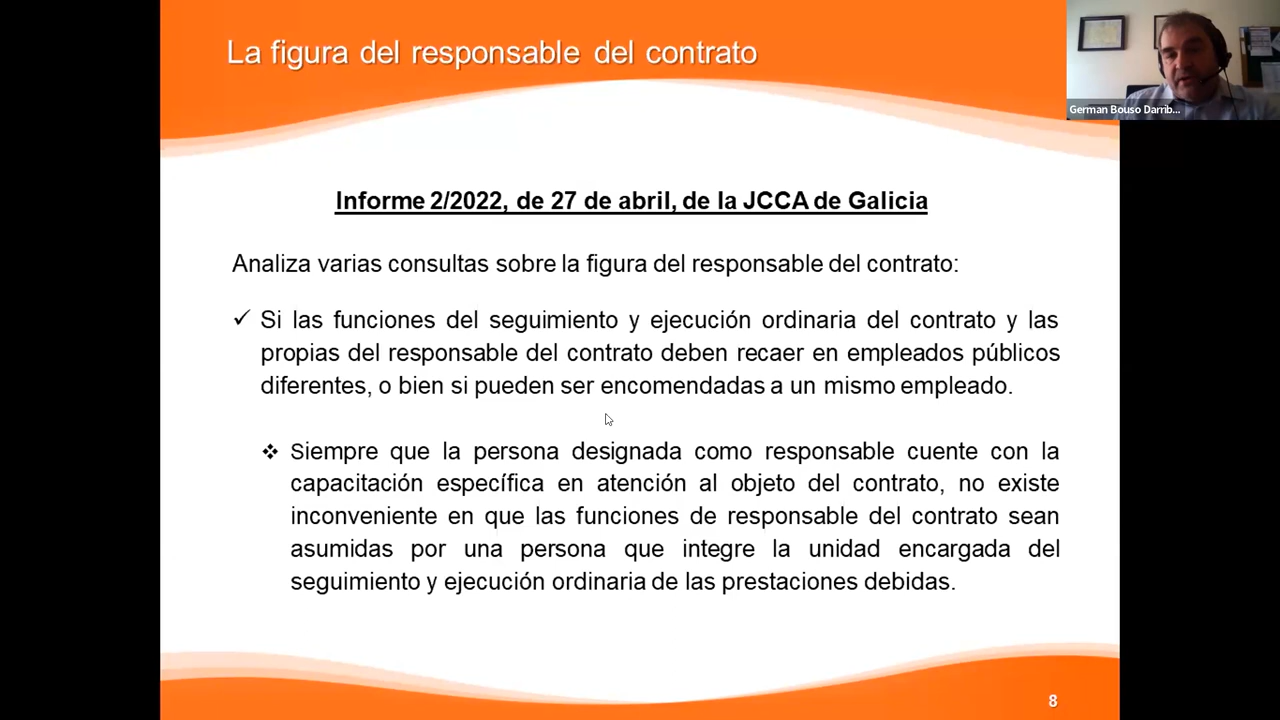 La figura del responsable del contrato
German Bouso Darrib...
Informe 2/2022, de 27 de abril, de la JCCA de Galicia
Analiza varias consultas sobre la figura del responsable del contrato:
✓ Si las funciones del seguimiento y ejecución ordinaria del contrato y las
propias del responsable del contrato deben recaer en empleados públicos
diferentes, o bien si pueden ser encomendadas a un mismo empleado.
❖ Siempre que la persona designada como responsable cuente con la
capacitación específica en atención al objeto del contrato, no existe
inconveniente en que las funciones de responsable del contrato sean
asumidas por una persona que integre la unidad encargada del
seguimiento y ejecución ordinaria de las prestaciones debidas.
8